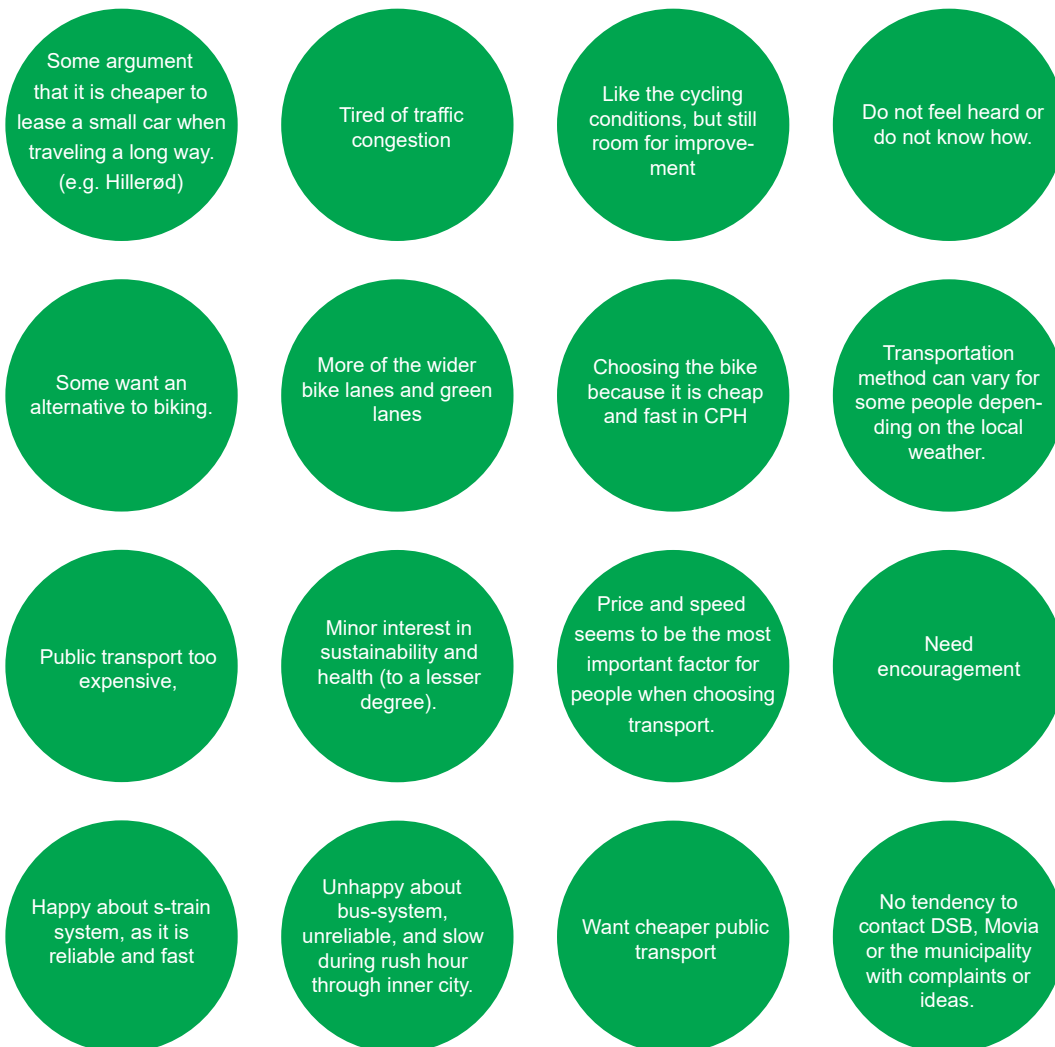 Some argument
that it is cheaper to
lease a small car when
traveling a long way.
(e.g. Hillerød)
Tired of traffic
congestion
Like the cycling
conditions, but still
room for improve-
ment
Do not feel heard or
do not know how.
Some want an
alternative to biking.
More of the wider
bike lanes and green
lanes
Choosing the bike
because it is cheap
and fast in CPH
Transportation
method can vary for
some people depen-
ding on the local
weather.
Public transport too
expensive,
Minor interest in
sustainability and
health (to a lesser
degree).
Price and speed
seems to be the most
important factor for
people when choosing
transport.
Need
encouragement
Happy about s-train
system, as it is
reliable and fast
Unhappy about
bus-system,
unreliable, and slow
during rush hour
through inner city.
Want cheaper public
transport
No tendency to
contact DSB, Movia
or the municipality
with complaints or
ideas.